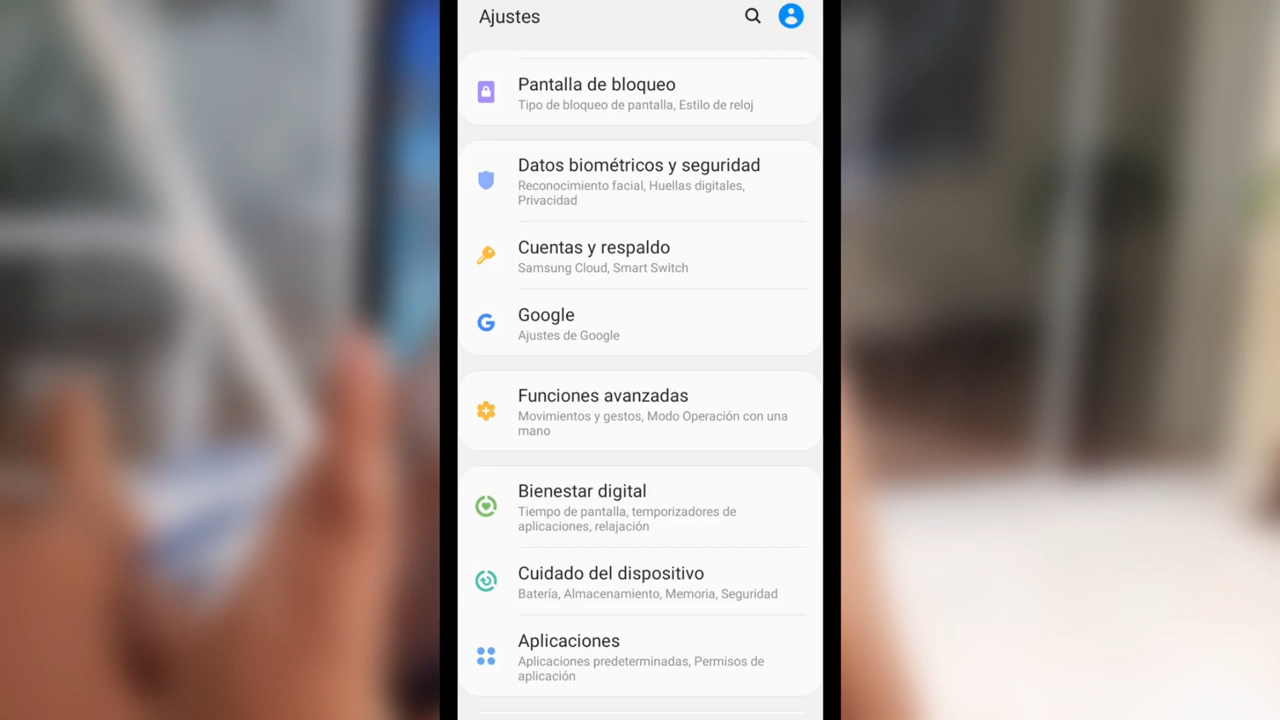 Ajustes
Pantalla de bloqueo
Tipo de bloqueo de pantalla, Estilo de reloj
Datos biométricos y seguridad
Reconocimiento facial, Huellas digitales,
Privacidad
Cuentas y respaldo
Samsung Cloud, Smart Switch
Google
Ajustes de Google
Funciones avanzadas
Movimientos y gestos, Modo Operación con una
mano
Bienestar digital
Tiempo de pantalla, temporizadores de
aplicaciones, relajación
Cuidado del dispositivo
Batería, Almacenamiento, Memoria, Seguridad
Aplicaciones
Aplicaciones predeterminadas, Permisos de
aplicación